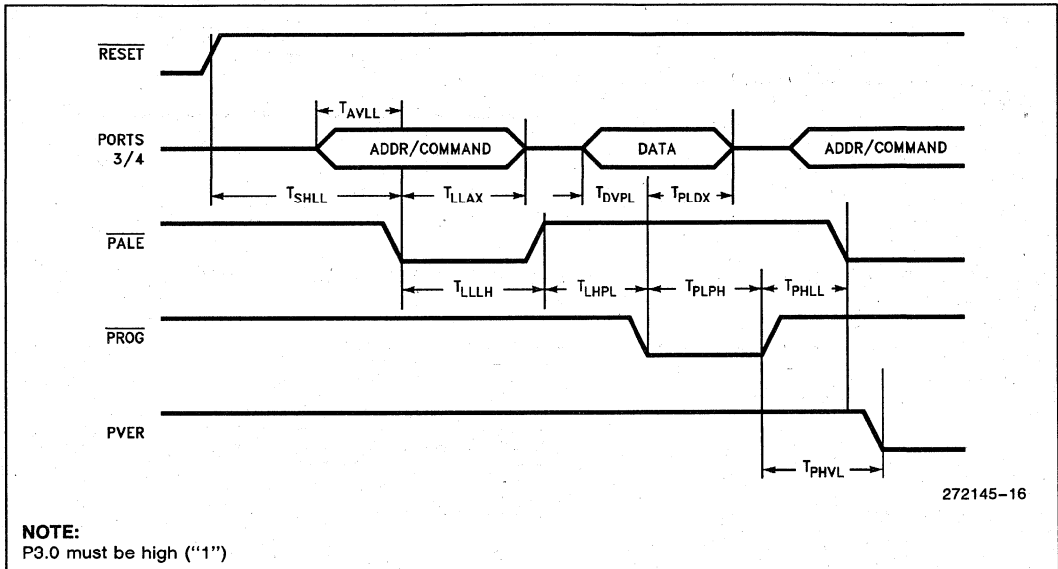 RESET
T_AVLL
PORTS 3/4
ADDR/COMMAND
DATA
ADDR/COMMAND
T_SHLL
T_LLAX
T_DVPL
T_PLDX
PALE
T_LLLH
T_LHPL
T_PLPH
T_PHLL
PROG
PVER
T_PHVL
272145-16
NOTE:
P3.0 must be high ("1")